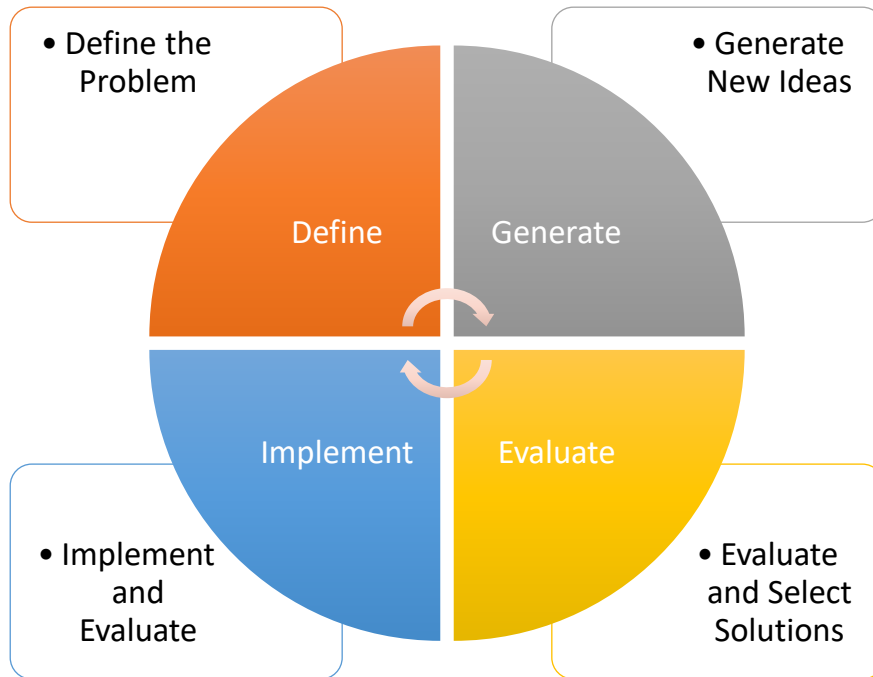 • Define the
Problem
• Generate
New Ideas
Define
Generate
Implement
Evaluate
• Implement
and
Evaluate
• Evaluate
and Select
Solutions